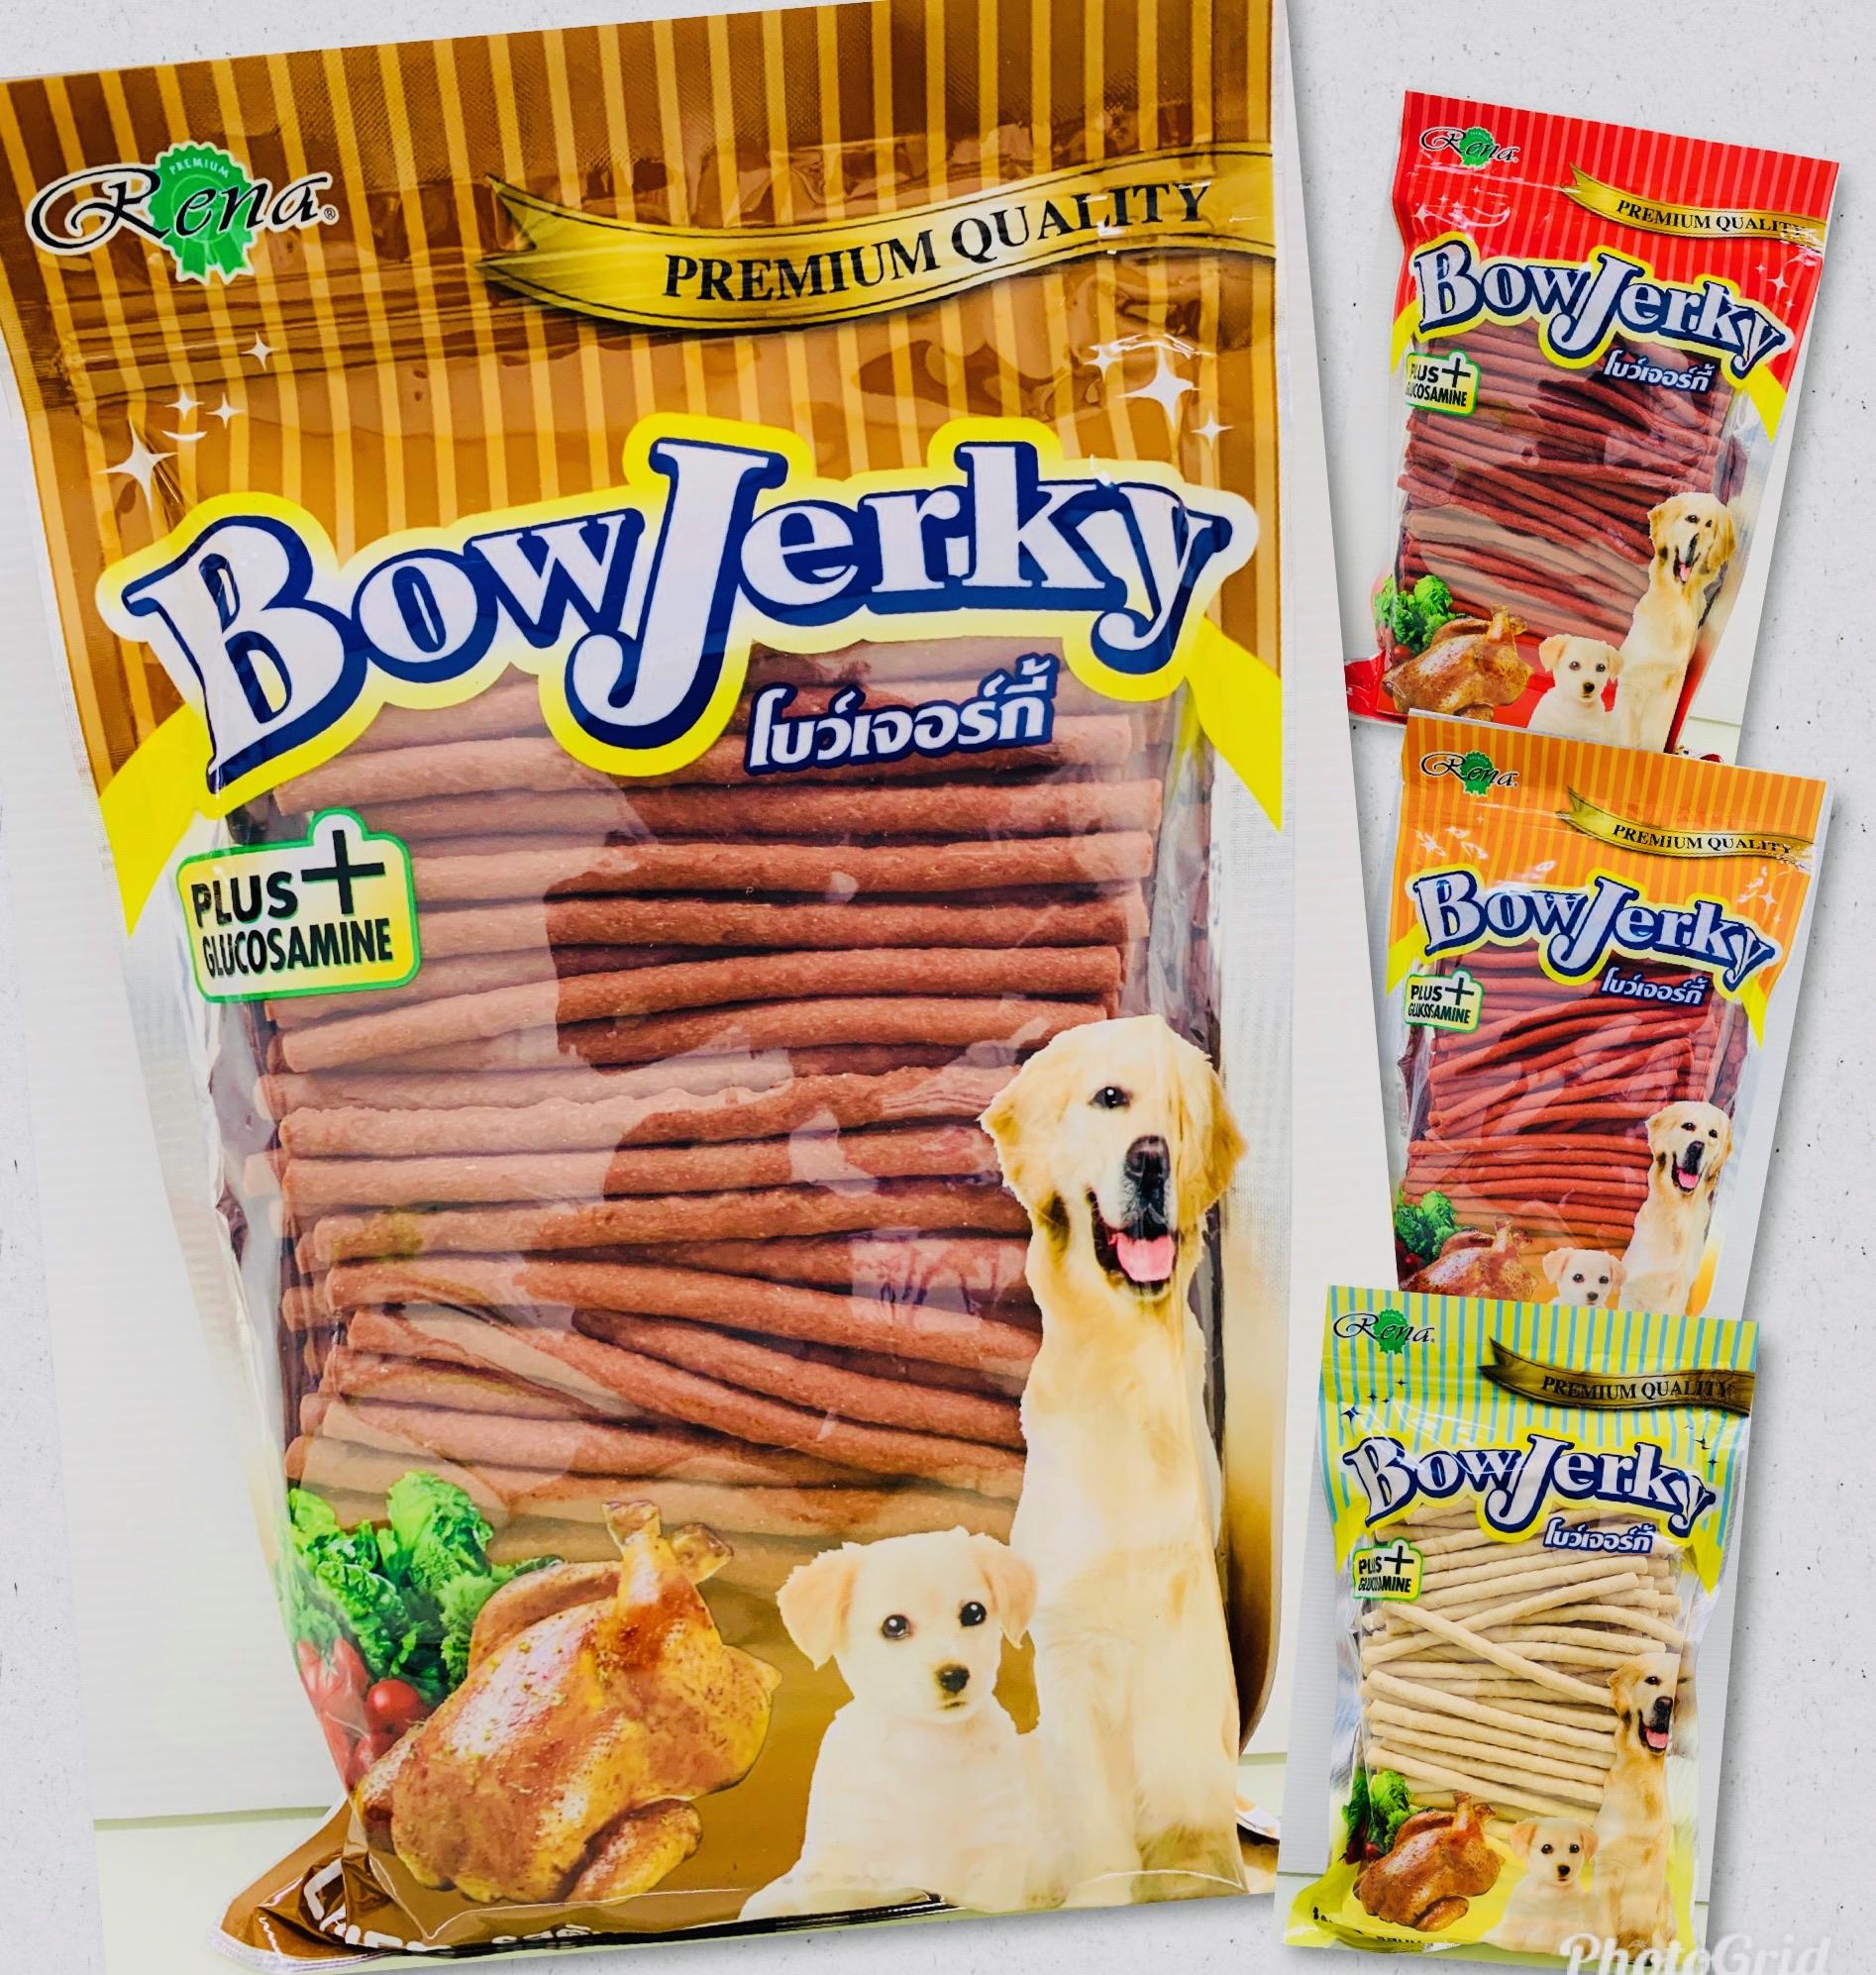 PREMIUM
Rena®
PREMIUM QUALITY
BowJerky
โบว์เจอร์กี้
PLUS+
GLUCOSAMINE
Rena
PREMIUM QUALITY
BowJerky
โบว์เจอร์กี้
PLUS+
GLUCOSAMINE
Rena
PREMIUM QUALITY
BowJerky
โบว์เจอร์กี้
PLUS+
GLUCOSAMINE
Rena
PREMIUM QUALITY
BowJerky
โบว์เจอร์กี้
PLUS+
GLUCOSAMINE
PhotoGrid